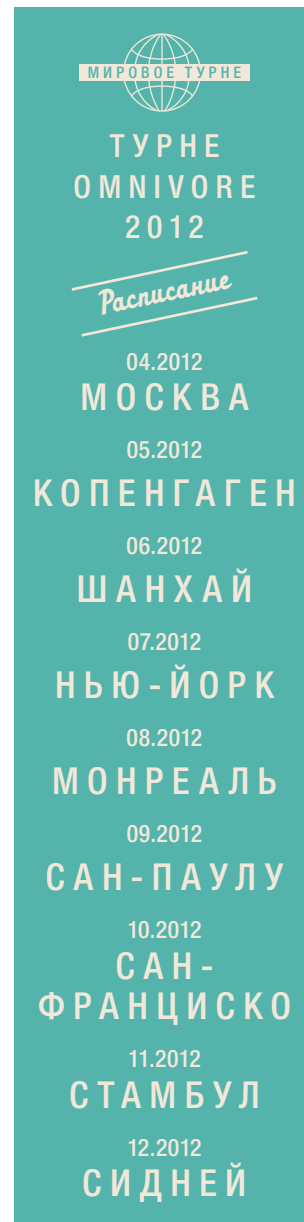 МИРОВОЕ ТУРНЕ
ТУРНЕ
OMNIVORE
2012
Расписание
04.2012
МОСКВА
05.2012
КОПЕНГАГЕН
06.2012
ШАНХАЙ
07.2012
НЬЮ-ЙОРК
08.2012
МОНРЕАЛЬ
09.2012
САН-ПАУЛУ
10.2012
САН-
ФРАНЦИСКО
11.2012
СТАМБУЛ
12.2012
СИДНЕЙ